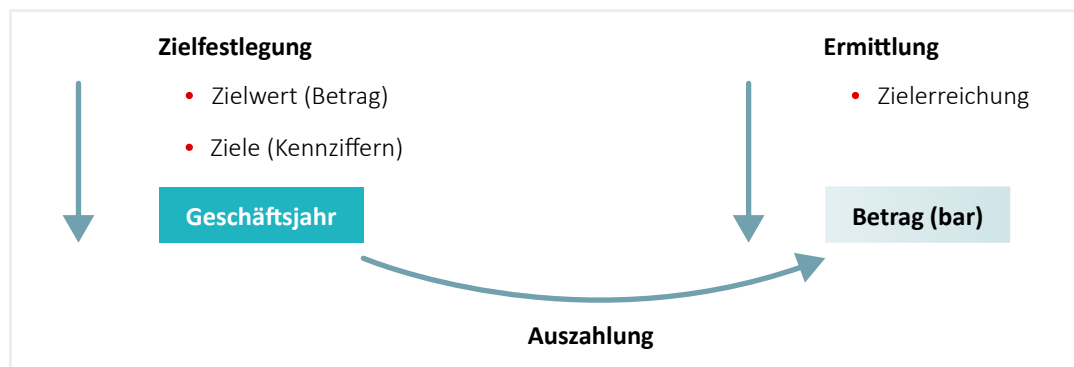 Zielfestlegung
• Zielwert (Betrag)
• Ziele (Kennziffern)
Geschäftsjahr
Ermittlung
• Zielerreichung
Betrag (bar)
Auszahlung